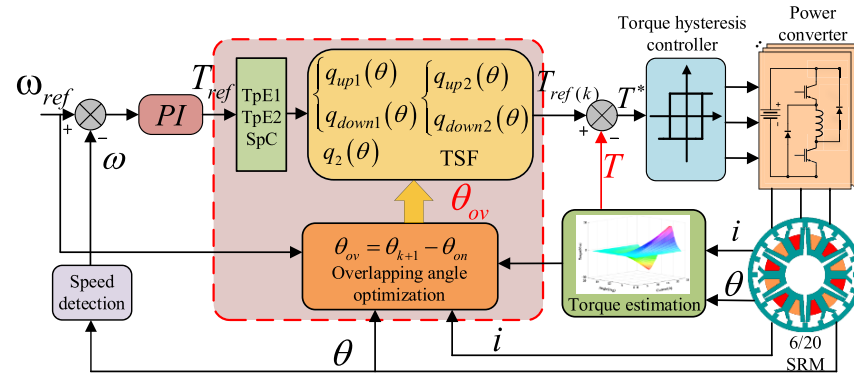 Power
Torque hysteresis converter
controller
ω_ref
+
−
ω
PI
T_ref
TpE1
TpE2
SpC
q_up1(θ)
q_down1(θ)
q_2(θ)
q_up2(θ)
q_down2(θ)
TSF
T_ref(k)
+
−
T*
T
θ_ov
θ_ov = θ_k+1 − θ_on
Overlapping angle
optimization
Speed
detection
Torque estimation
i
θ
θ
i
6/20
SRM